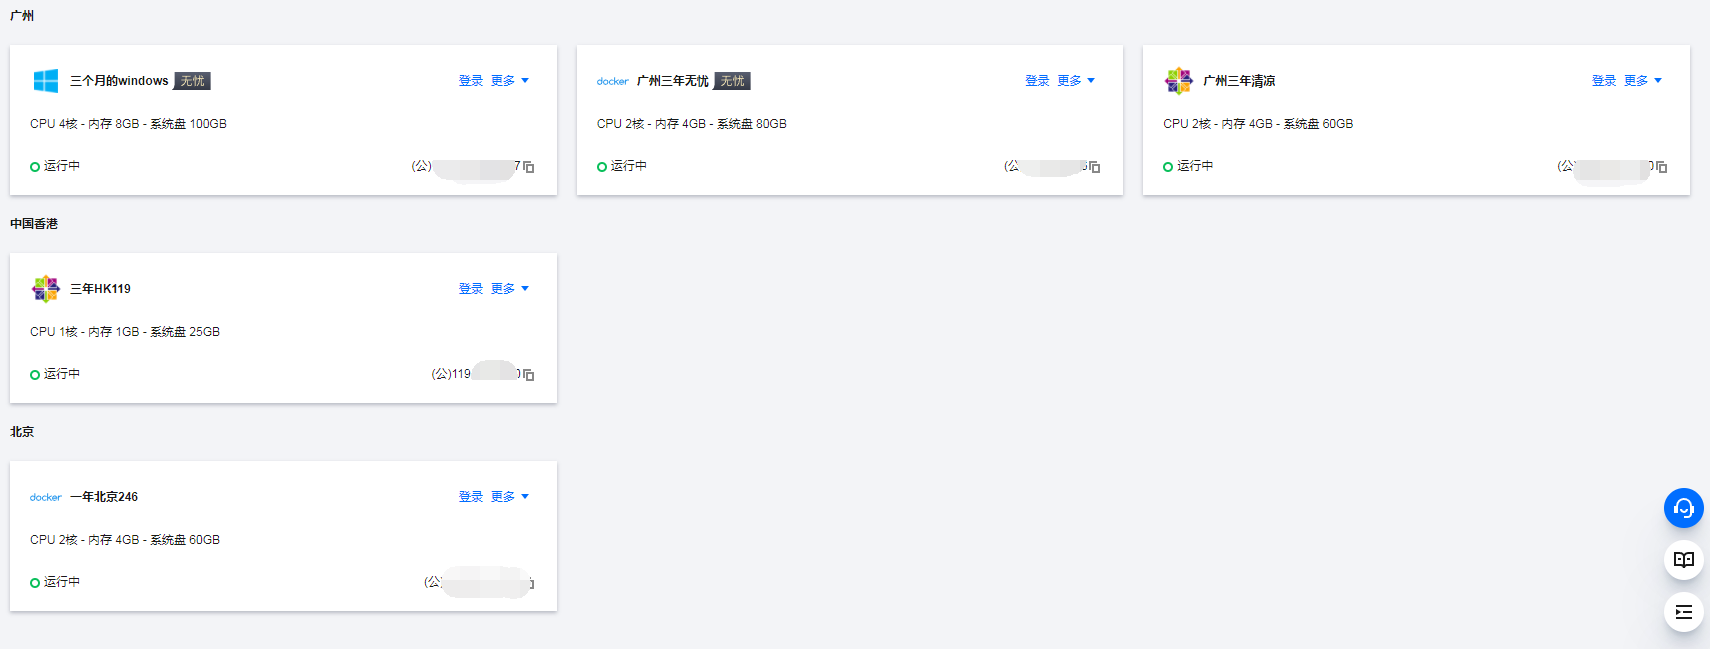 广州
三个月的windows 无忧 登录 更多
docker 广州三年无忧 无忧 登录 更多
广州三年清凉 登录 更多
CPU 4核 - 内存 8GB - 系统盘 100GB
CPU 2核 - 内存 4GB - 系统盘 80GB
CPU 2核 - 内存 4GB - 系统盘 60GB
运行中 (公) 7
运行中 (公
运行中 (公 0
中国香港
三年HK119 登录 更多
CPU 1核 - 内存 1GB - 系统盘 25GB
运行中 (公)119 0
北京
docker 一年北京246 登录 更多
CPU 2核 - 内存 4GB - 系统盘 60GB
运行中 (公